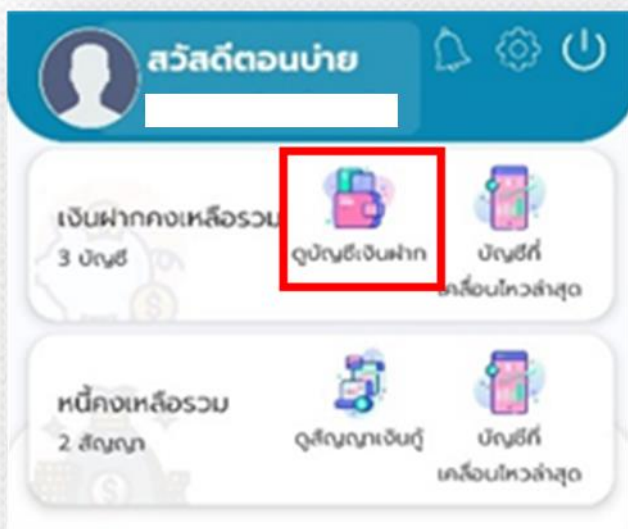 สวัสดีตอนบ่าย
เงินฝากคงเหลือรวม
3 บัญชี
ดูบัญชีเงินฝาก
บัญชีที่
เคลื่อนไหวล่าสุด
หนี้คงเหลือรวม
2 สัญญา
ดูสัญญาเงินกู้
บัญชีที่
เคลื่อนไหวล่าสุด